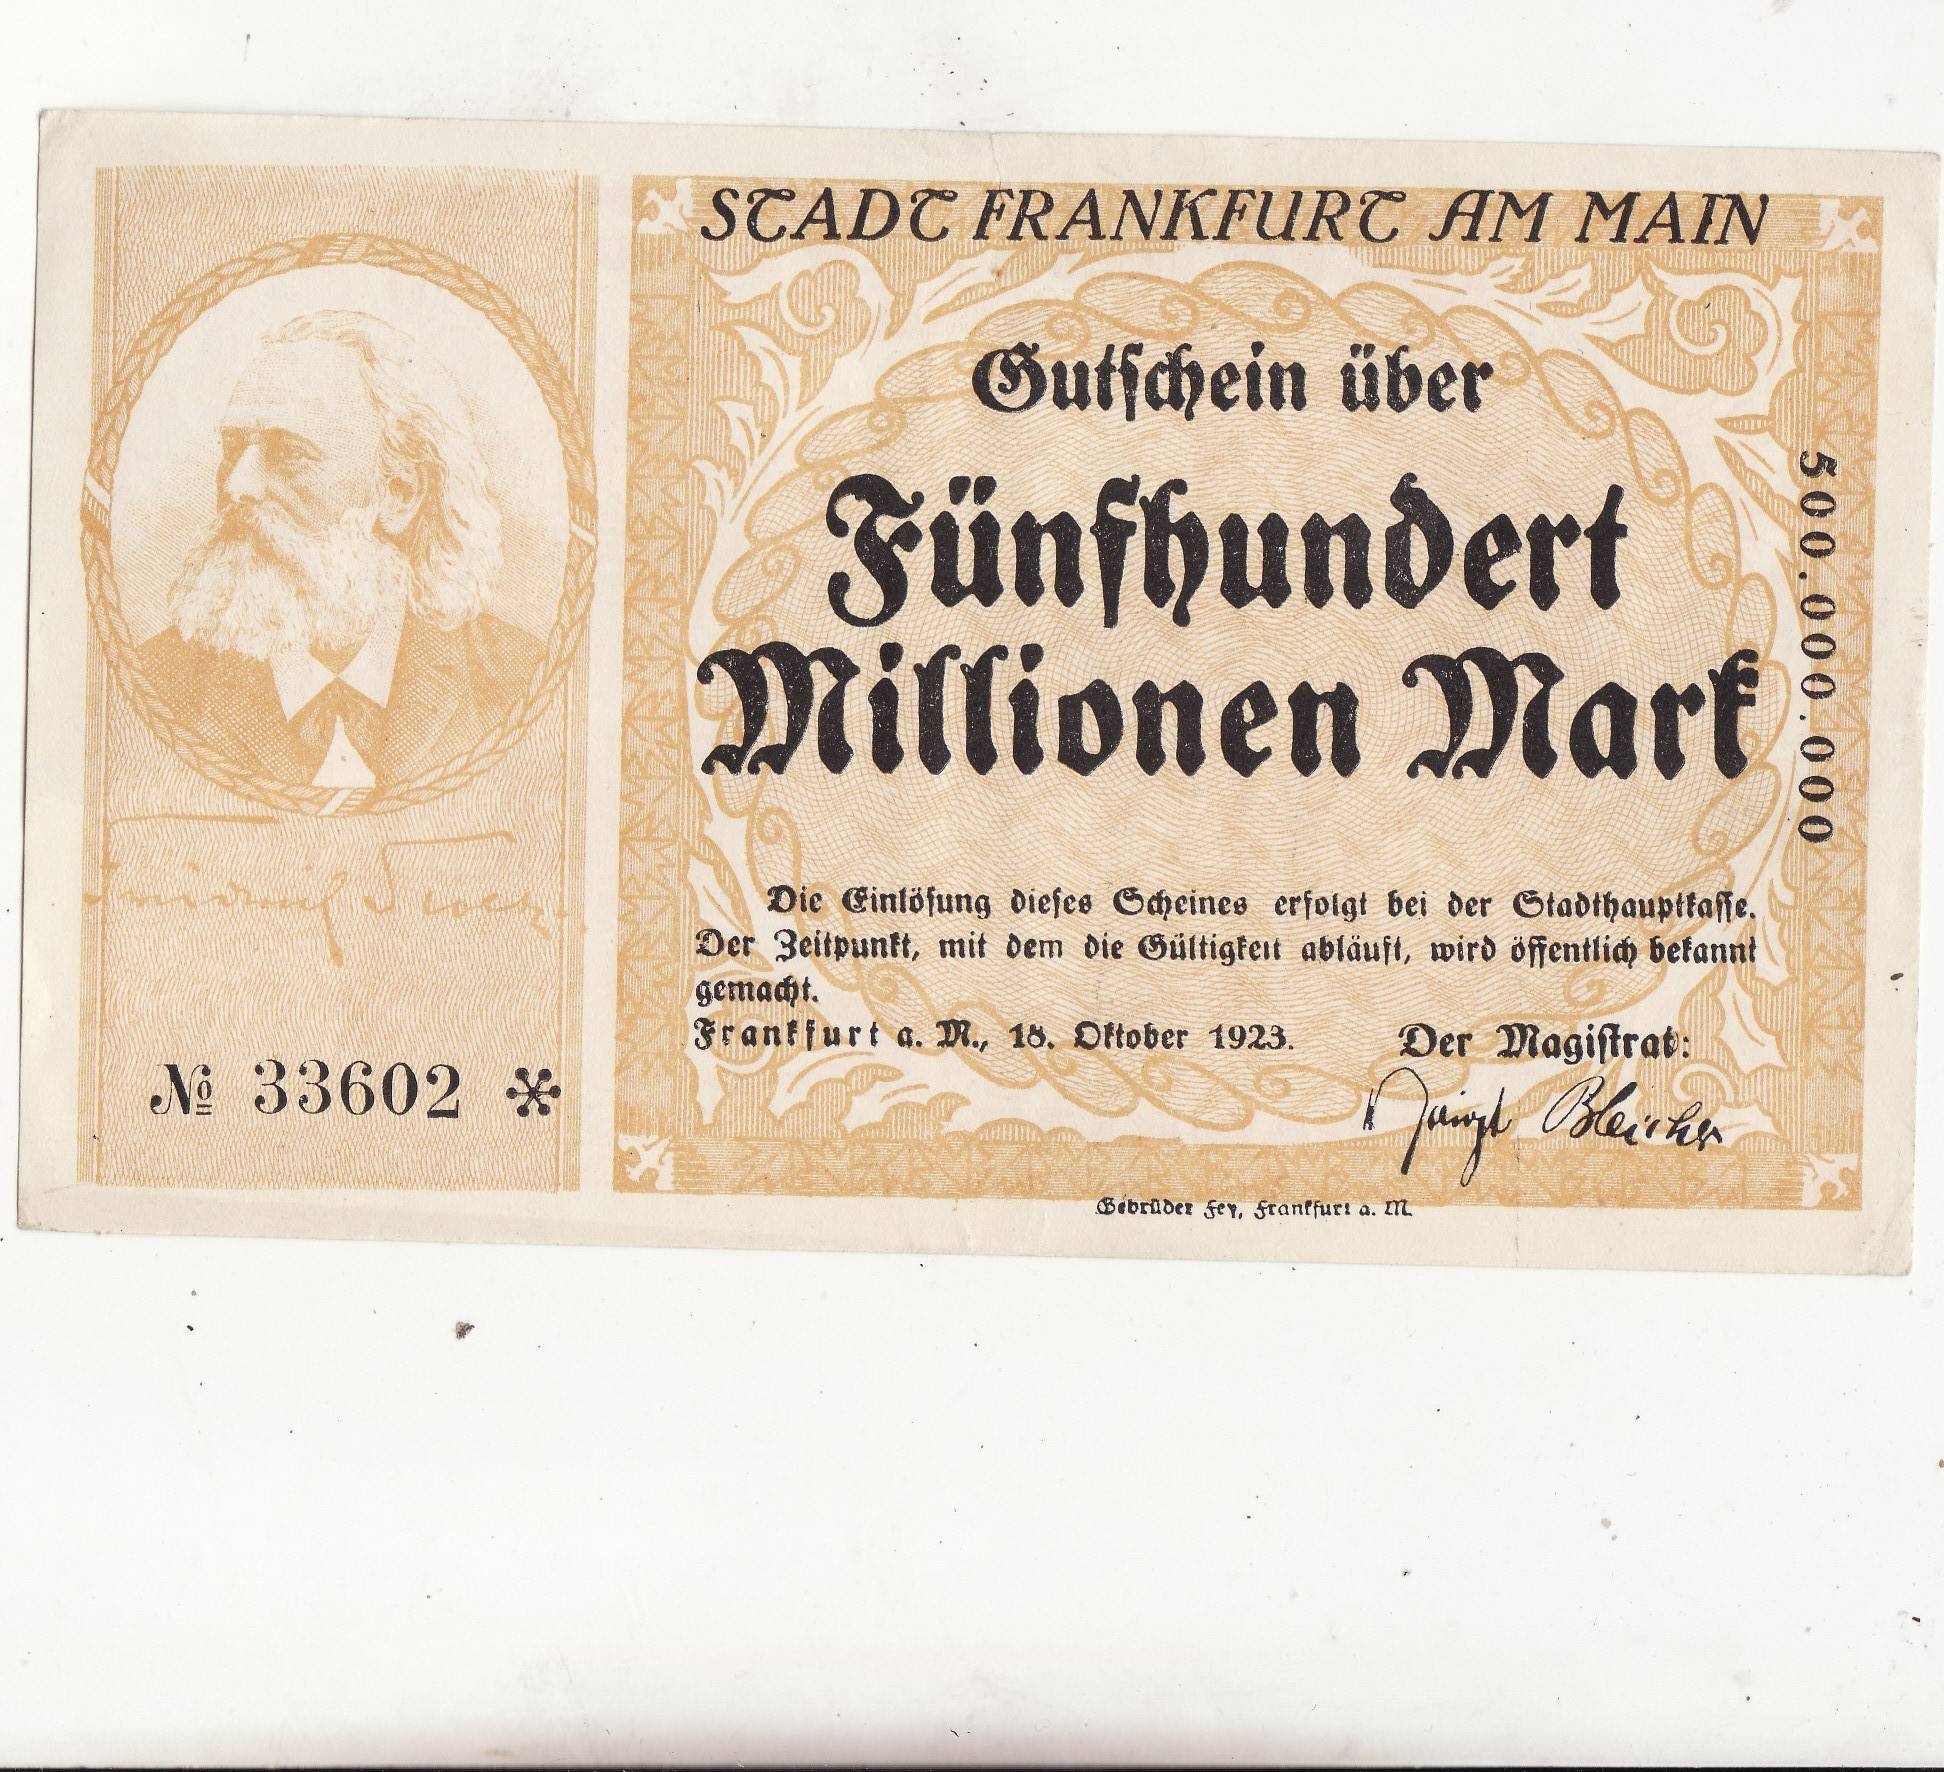 STADT FRANKFURT AM MAIN
Gutschein über
Fünfhundert
Millionen Mark
500.000.000
Die Einlösung dieses Scheines erfolgt bei der Stadthauptkasse.
Der Zeitpunkt, mit dem die Gültigkeit abläuft, wird öffentlich bekannt
gemacht.
Frankfurt a. M., 18. Oktober 1923.
Der Magistrat:
Bleicher
Friedrich Stoltze
№ 33602 *
Gebrüder Fey, Frankfurt a. M.